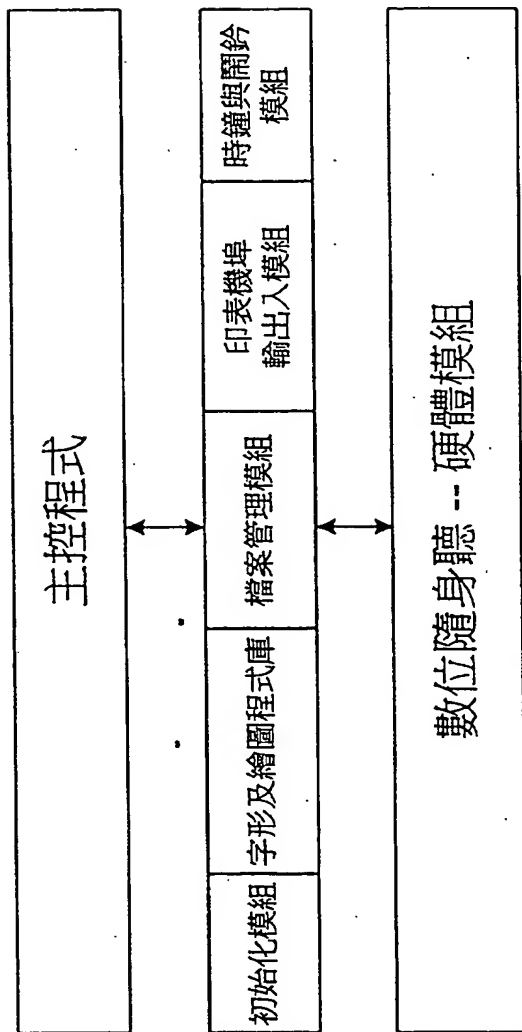 主控程式
初始化模組
字形及繪圖程式庫
檔案管理模組
印表機埠
輸出入模組
時鐘與鬧鈴
模組
數位隨身聽 -- 硬體模組